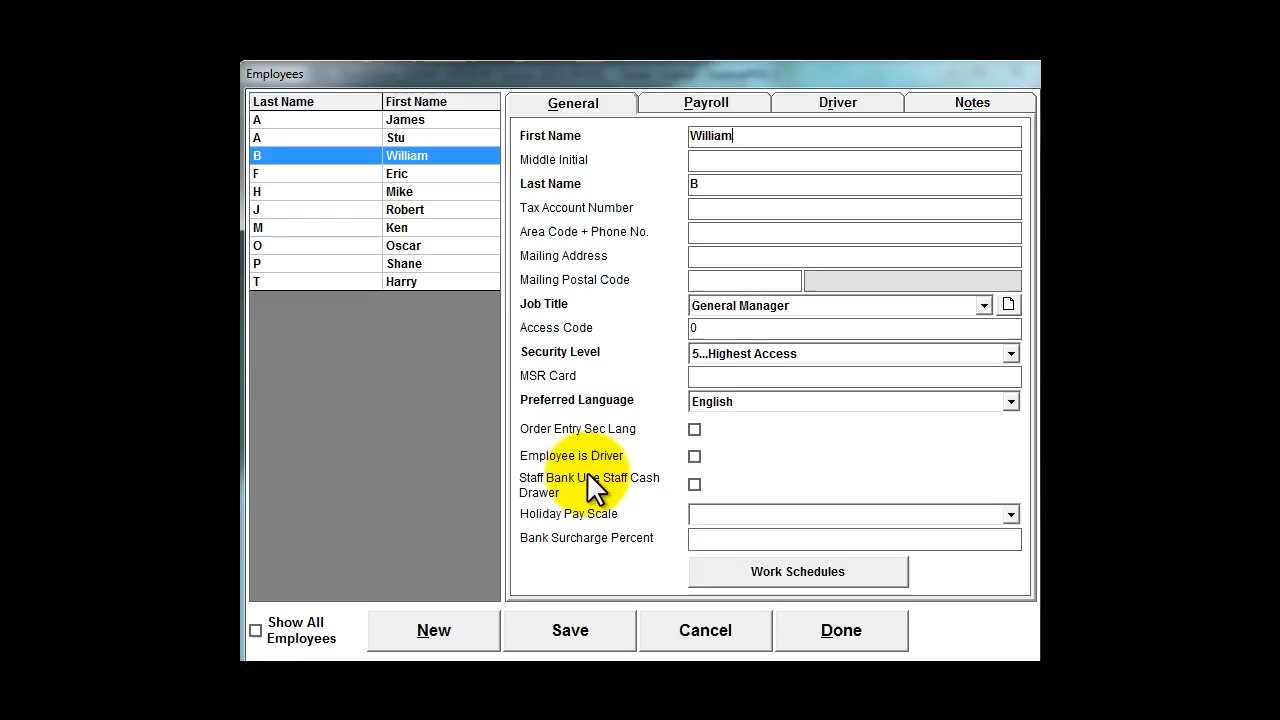 Employees
Last Name First Name
A James
A Stu
B William
F Eric
H Mike
J Robert
M Ken
O Oscar
P Shane
T Harry
General Payroll Driver Notes
First Name William
Middle Initial
Last Name B
Tax Account Number
Area Code + Phone No.
Mailing Address
Mailing Postal Code
Job Title General Manager
Access Code 0
Security Level 5...Highest Access
MSR Card
Preferred Language English
Order Entry Sec Lang
Employee is Driver
Staff Bank Use Staff Cash
Drawer
Holiday Pay Scale
Bank Surcharge Percent
Work Schedules
Show All
Employees
New Save Cancel Done